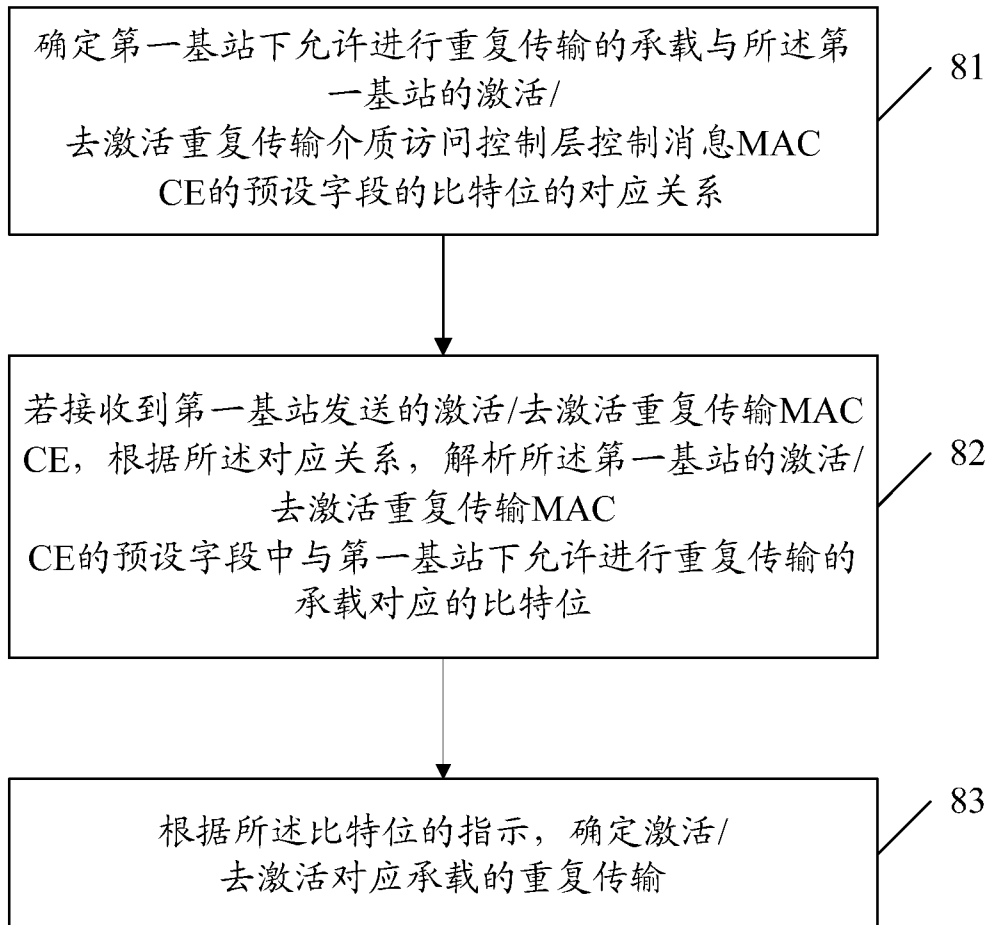 确定第一基站下允许进行重复传输的承载与所述第
一基站的激活/
去激活重复传输介质访问控制层控制消息MAC
CE的预设字段的比特位的对应关系
81
若接收到第一基站发送的激活/去激活重复传输MAC
CE，根据所述对应关系，解析所述第一基站的激活/
去激活重复传输MAC
CE的预设字段中与第一基站下允许进行重复传输的
承载对应的比特位
82
根据所述比特位的指示，确定激活/
去激活对应承载的重复传输
83